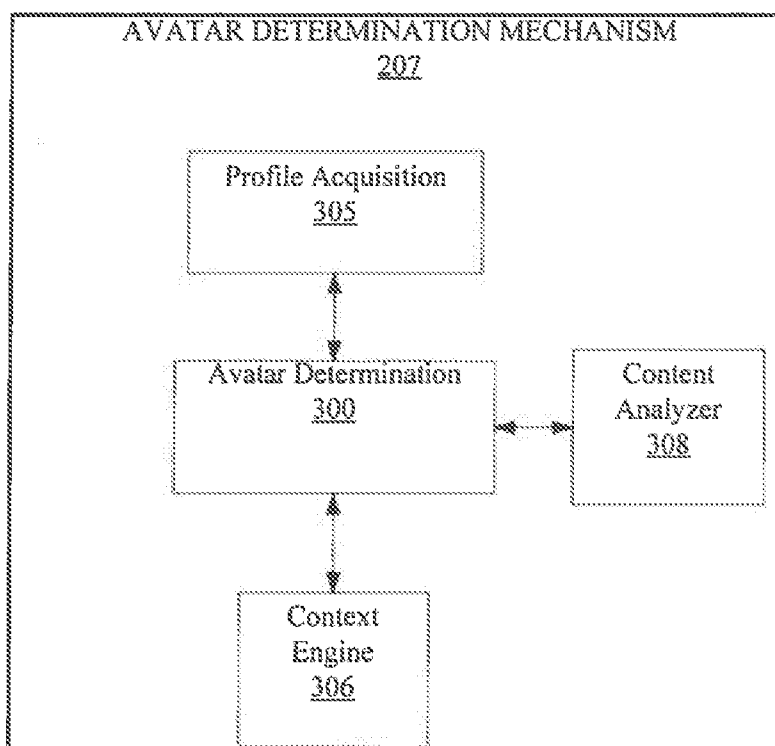 AVATAR DETERMINATION MECHANISM
207
Profile Acquisition
305
Avatar Determination
300
Content
Analyzer
308
Context
Engine
306